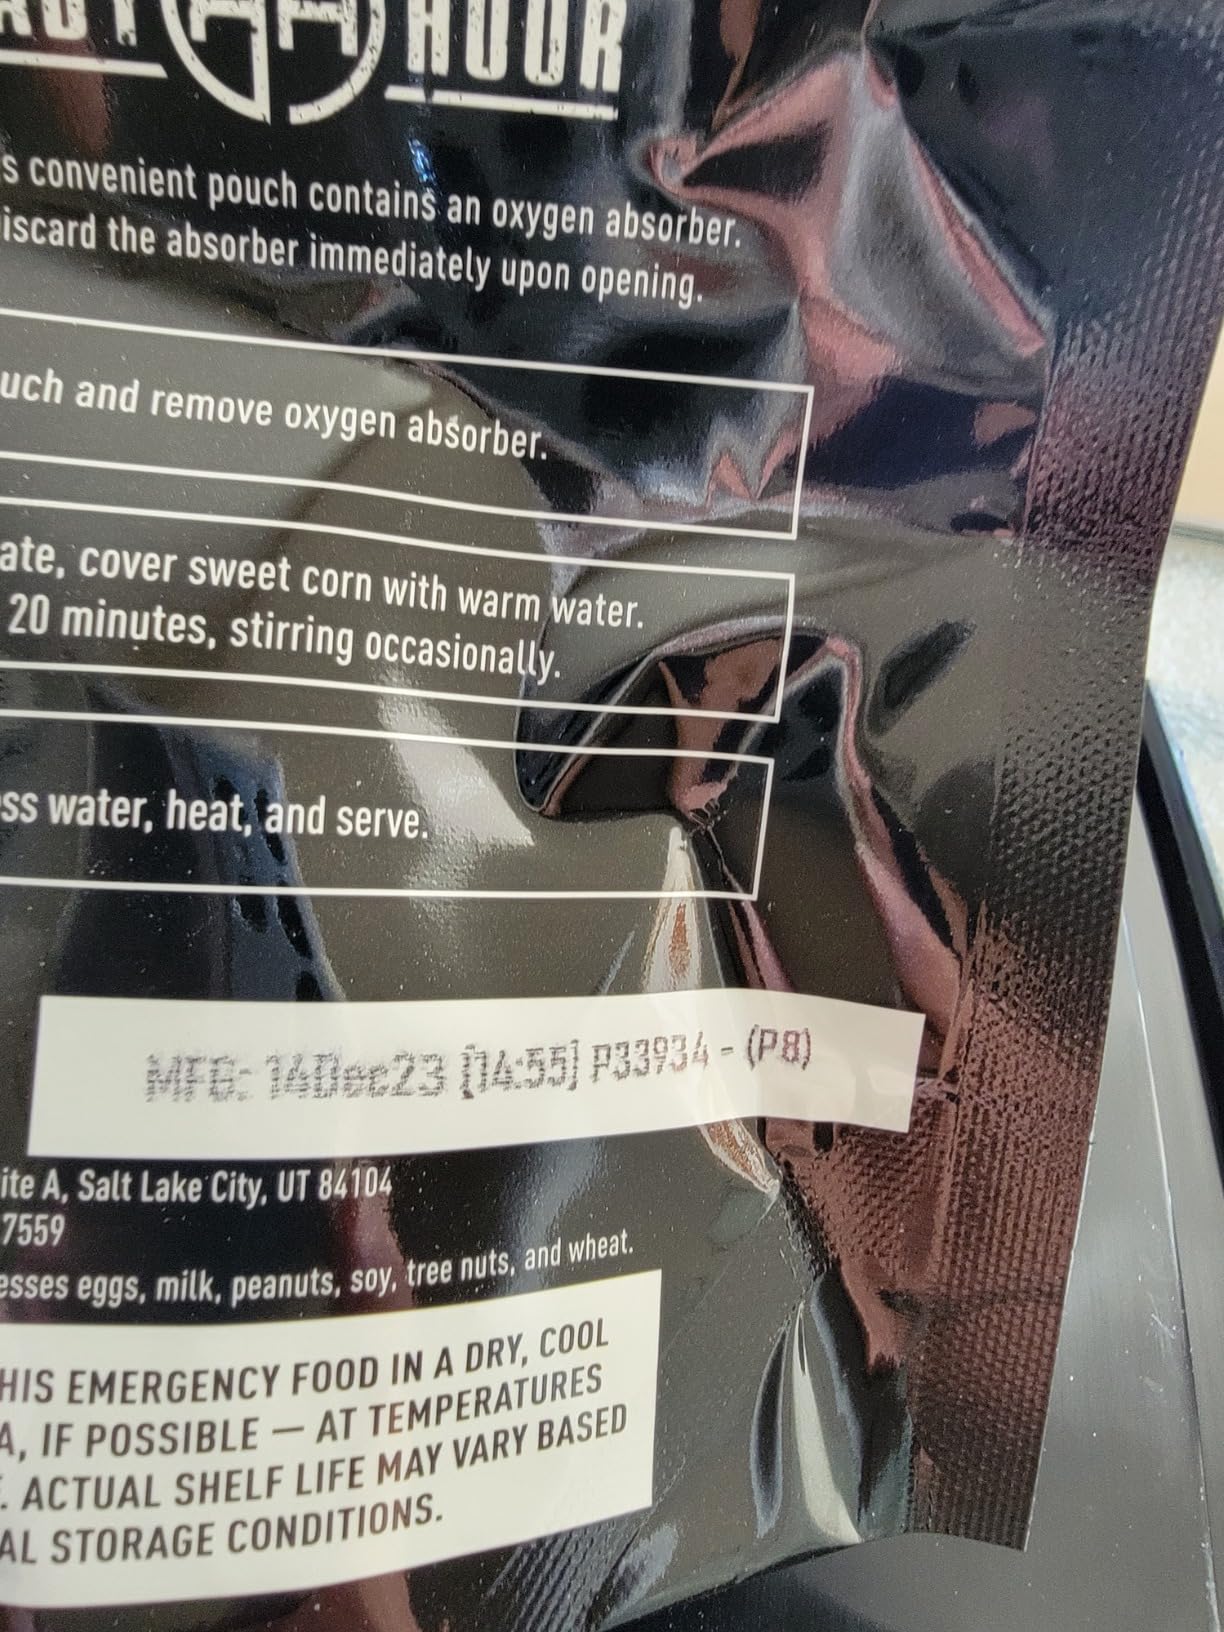 HOUR
s convenient pouch contains an oxygen absorber.
iscard the absorber immediately upon opening.
uch and remove oxygen absorber.
ate, cover sweet corn with warm water.
20 minutes, stirring occasionally.
ss water, heat, and serve.
MFG: 14Dec23 [14:55] P33934 - (P8)
ite A, Salt Lake City, UT 84104
7559
esses eggs, milk, peanuts, soy, tree nuts, and wheat.
HIS EMERGENCY FOOD IN A DRY, COOL
A, IF POSSIBLE — AT TEMPERATURES
. ACTUAL SHELF LIFE MAY VARY BASED
AL STORAGE CONDITIONS.